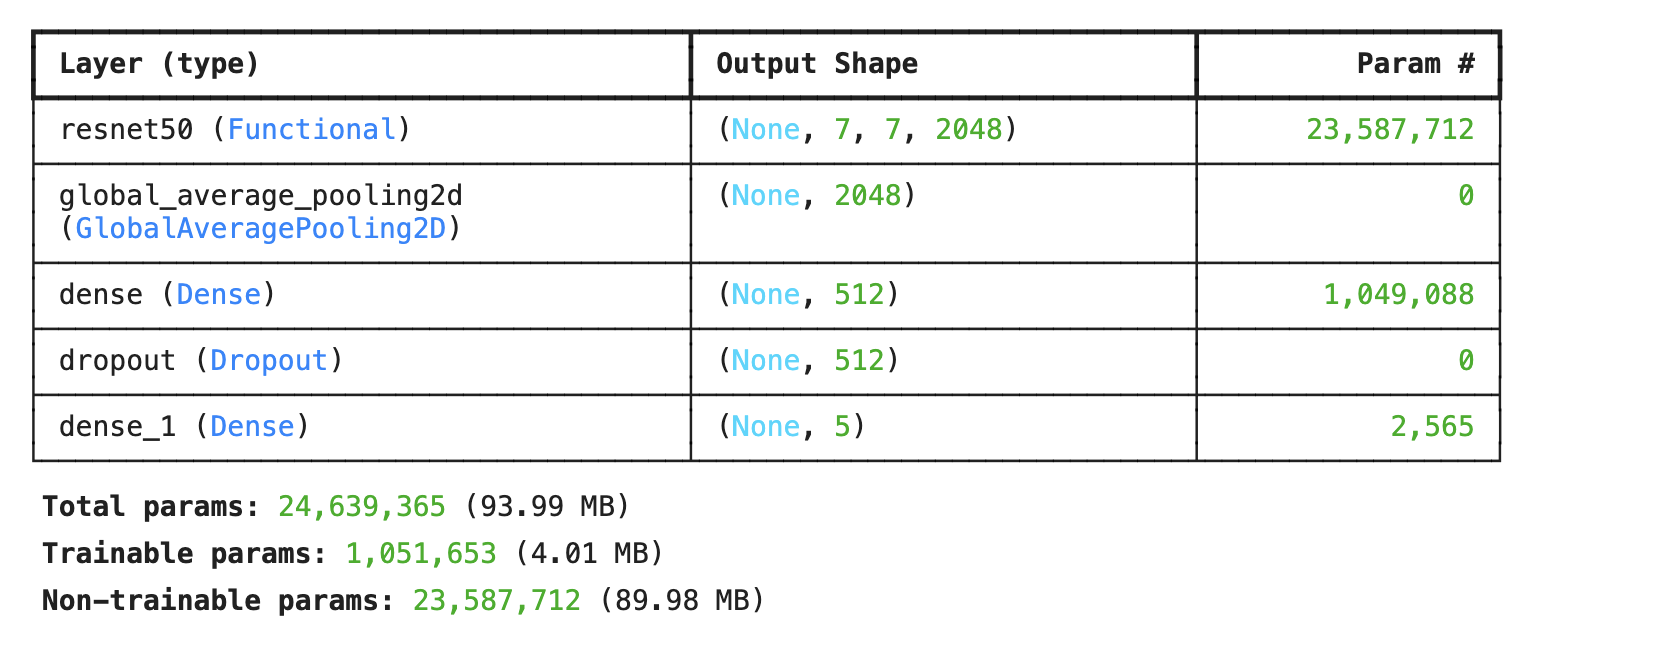 Layer (type) Output Shape Param #
resnet50 (Functional) (None, 7, 7, 2048) 23,587,712
global_average_pooling2d (None, 2048) 0
(GlobalAveragePooling2D)
dense (Dense) (None, 512) 1,049,088
dropout (Dropout) (None, 512) 0
dense_1 (Dense) (None, 5) 2,565
Total params: 24,639,365 (93.99 MB)
Trainable params: 1,051,653 (4.01 MB)
Non-trainable params: 23,587,712 (89.98 MB)